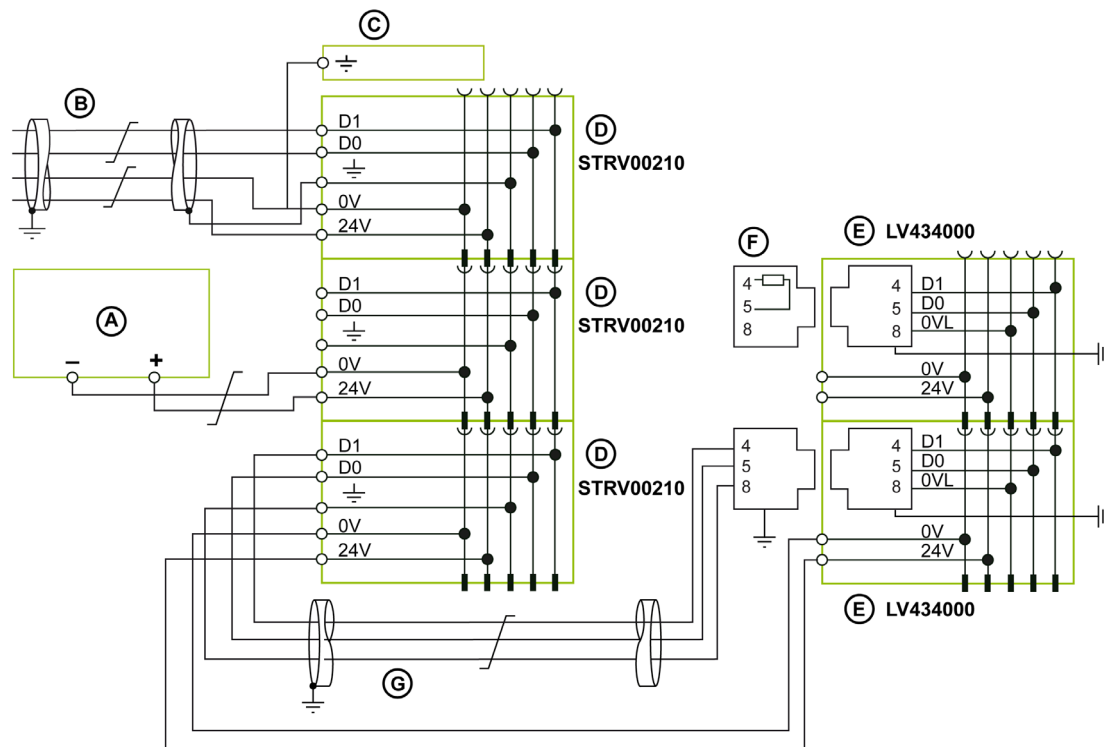 C
B
D1
D0
D
STRV00210
0V
24V
A
− +
D1
D0
D
STRV00210
0V
24V
D1
D0
D
STRV00210
0V
24V
G
F
4
5
8
E LV434000
4 D1
5 D0
8 0VL
0V
24V
4
5
8
4 D1
5 D0
8 0VL
0V
24V
E LV434000